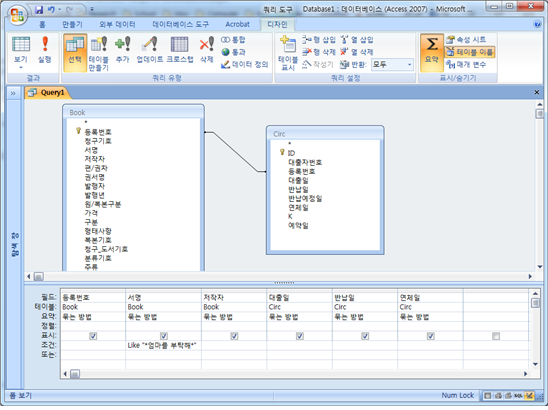 쿼리 도구 Database1 : 데이터베이스 (Access 2007)
홈 만들기 외부 데이터 데이터베이스 도구 Acrobat 디자인
보기 실행 선택 테이블 만들기 추가 업데이트 크로스탭 삭제
통합
통과
데이터 정의
테이블 표시
행 삽입 열 삽입
행 삭제 열 삭제
작성기 반환: 모두
요약
속성 시트
테이블 이름
매개 변수
결과 쿼리 유형 쿼리 설정 표시/숨기기
Query1
탐색 창
Book
*
등록번호
청구기호
서명
저작자
편/권차
권서명
발행자
발행년
원/복본구분
가격
구분
형태사항
복본기호
청구_도서기호
분류기호
주류
Circ
*
ID
대출자번호
등록번호
대출일
반납일
반납예정일
연체일
K
예약일
필드: 등록번호 서명 저작자 대출일 반납일 연체일
테이블: Book Book Book Circ Circ Circ
요약: 묶는 방법 묶는 방법 묶는 방법 묶는 방법 묶는 방법 묶는 방법
정렬:
표시:
조건: Like "*엄마를 부탁해*"
또는:
폼 보기 Num Lock SQL